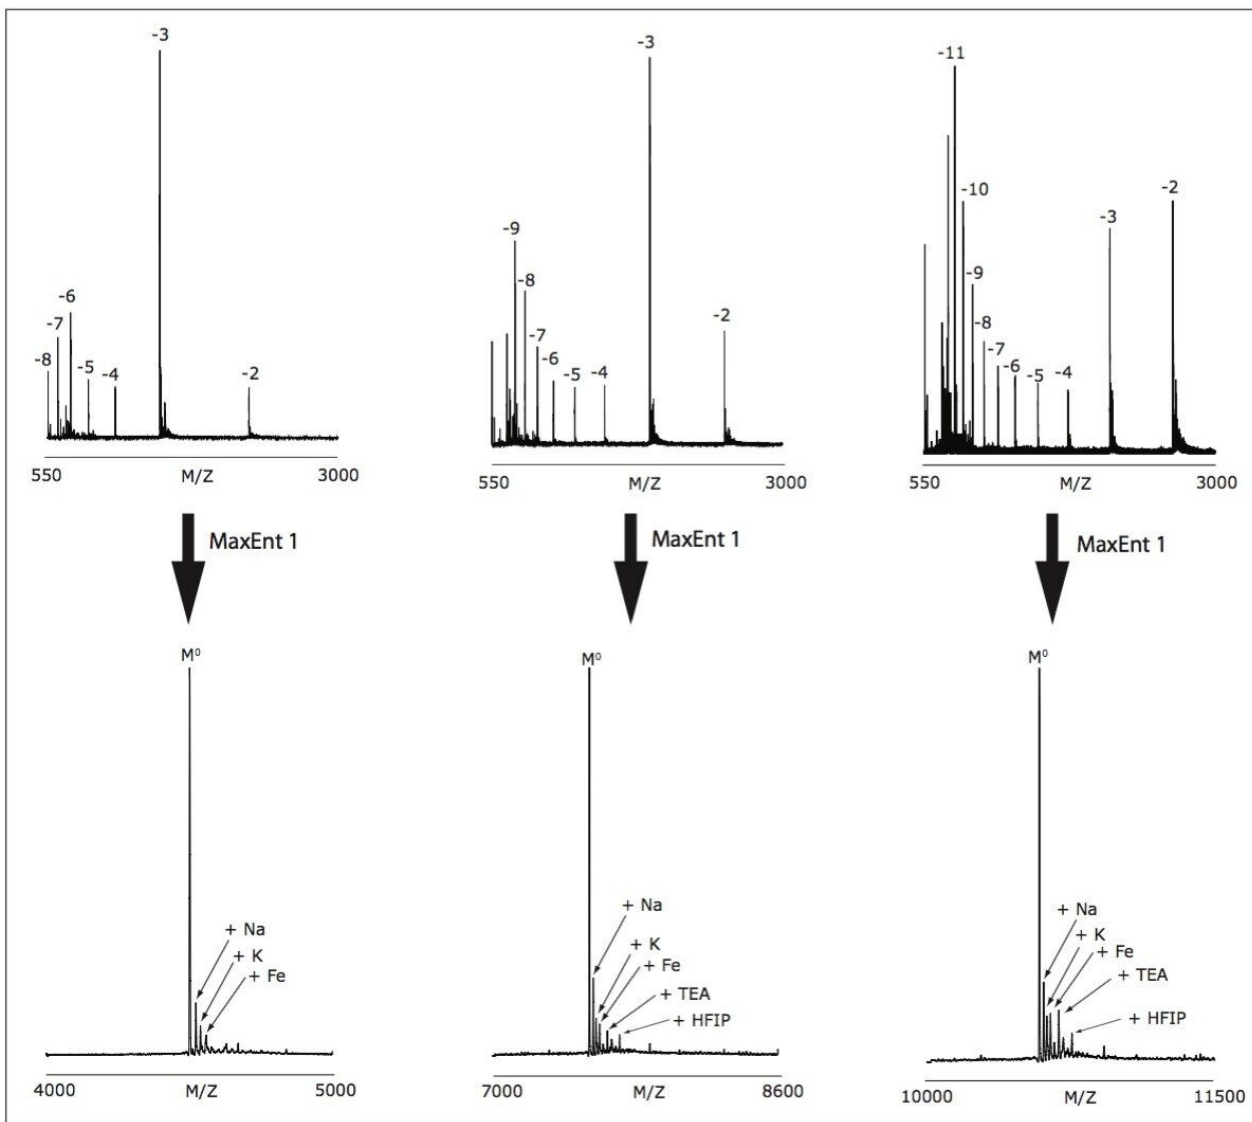 -3
-6
-7
-8
-5
-4
-2
550
M/Z
3000
-3
-9
-8
-7
-6
-5
-4
-2
550
M/Z
3000
-11
-10
-9
-8
-7
-6
-5
-4
-3
-2
550
M/Z
3000
MaxEnt 1
MaxEnt 1
MaxEnt 1
M⁰
+ Na
+ K
+ Fe
4000
M/Z
5000
M⁰
+ Na
+ K
+ Fe
+ TEA
+ HFIP
7000
M/Z
8600
M⁰
+ Na
+ K
+ Fe
+ TEA
+ HFIP
10000
M/Z
11500